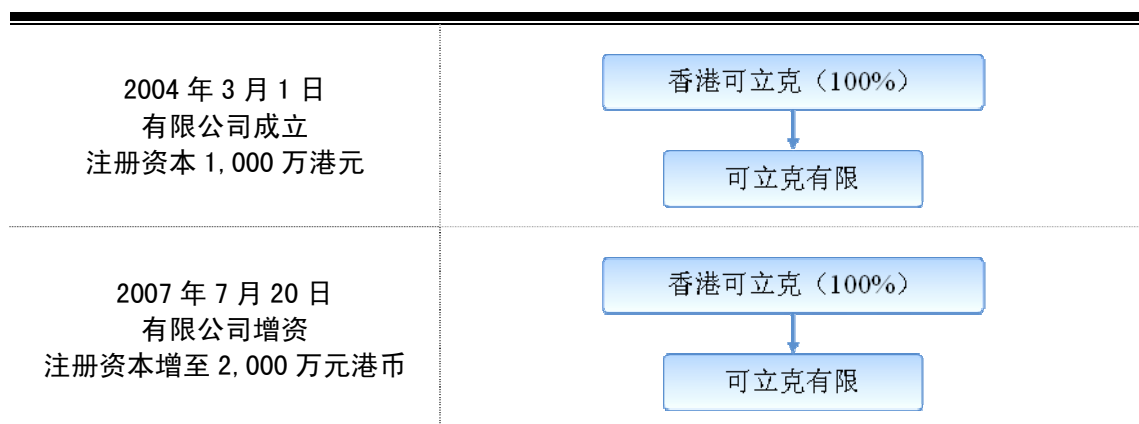 2004 年 3 月 1 日
有限公司成立
注册资本 1,000 万港元
香港可立克（100%）
可立克有限
2007 年 7 月 20 日
有限公司增资
注册资本增至 2,000 万元港币
香港可立克（100%）
可立克有限